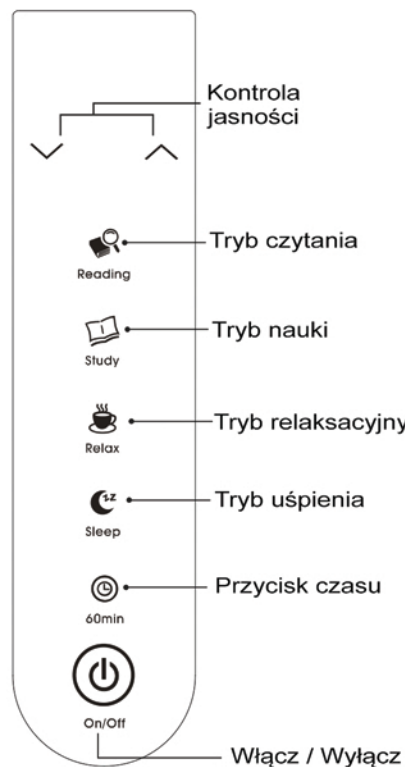 Kontrola
jasności
Tryb czytania
Reading
Tryb nauki
Study
Tryb relaksacyjny
Relax
Tryb uśpienia
Sleep
Przycisk czasu
60min
On/Off
Włącz / Wyłącz